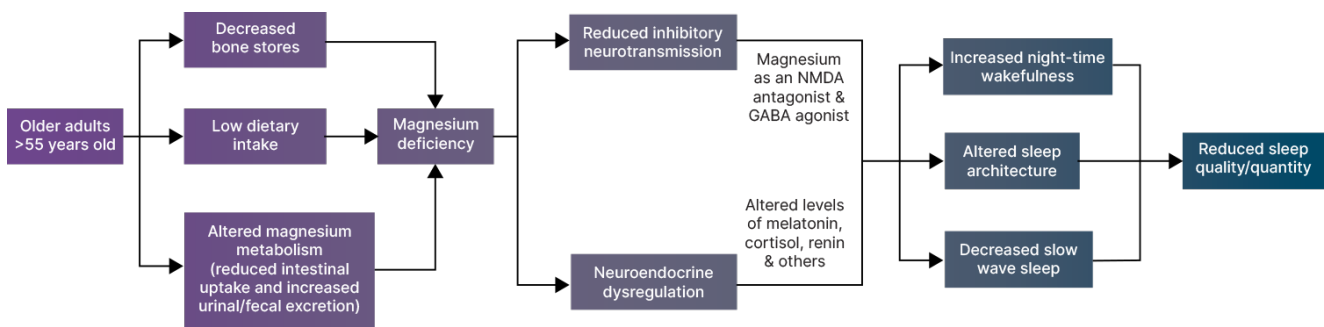 Older adults
>55 years old
Decreased
bone stores
Low dietary
intake
Altered magnesium
metabolism
(reduced intestinal
uptake and increased
urinal/fecal excretion)
Magnesium
deficiency
Reduced inhibitory
neurotransmission
Magnesium
as an NMDA
antagonist &
GABA agonist
Neuroendocrine
dysregulation
Altered levels
of melatonin,
cortisol, renin
& others
Increased night-time
wakefulness
Altered sleep
architecture
Decreased slow
wave sleep
Reduced sleep
quality/quantity